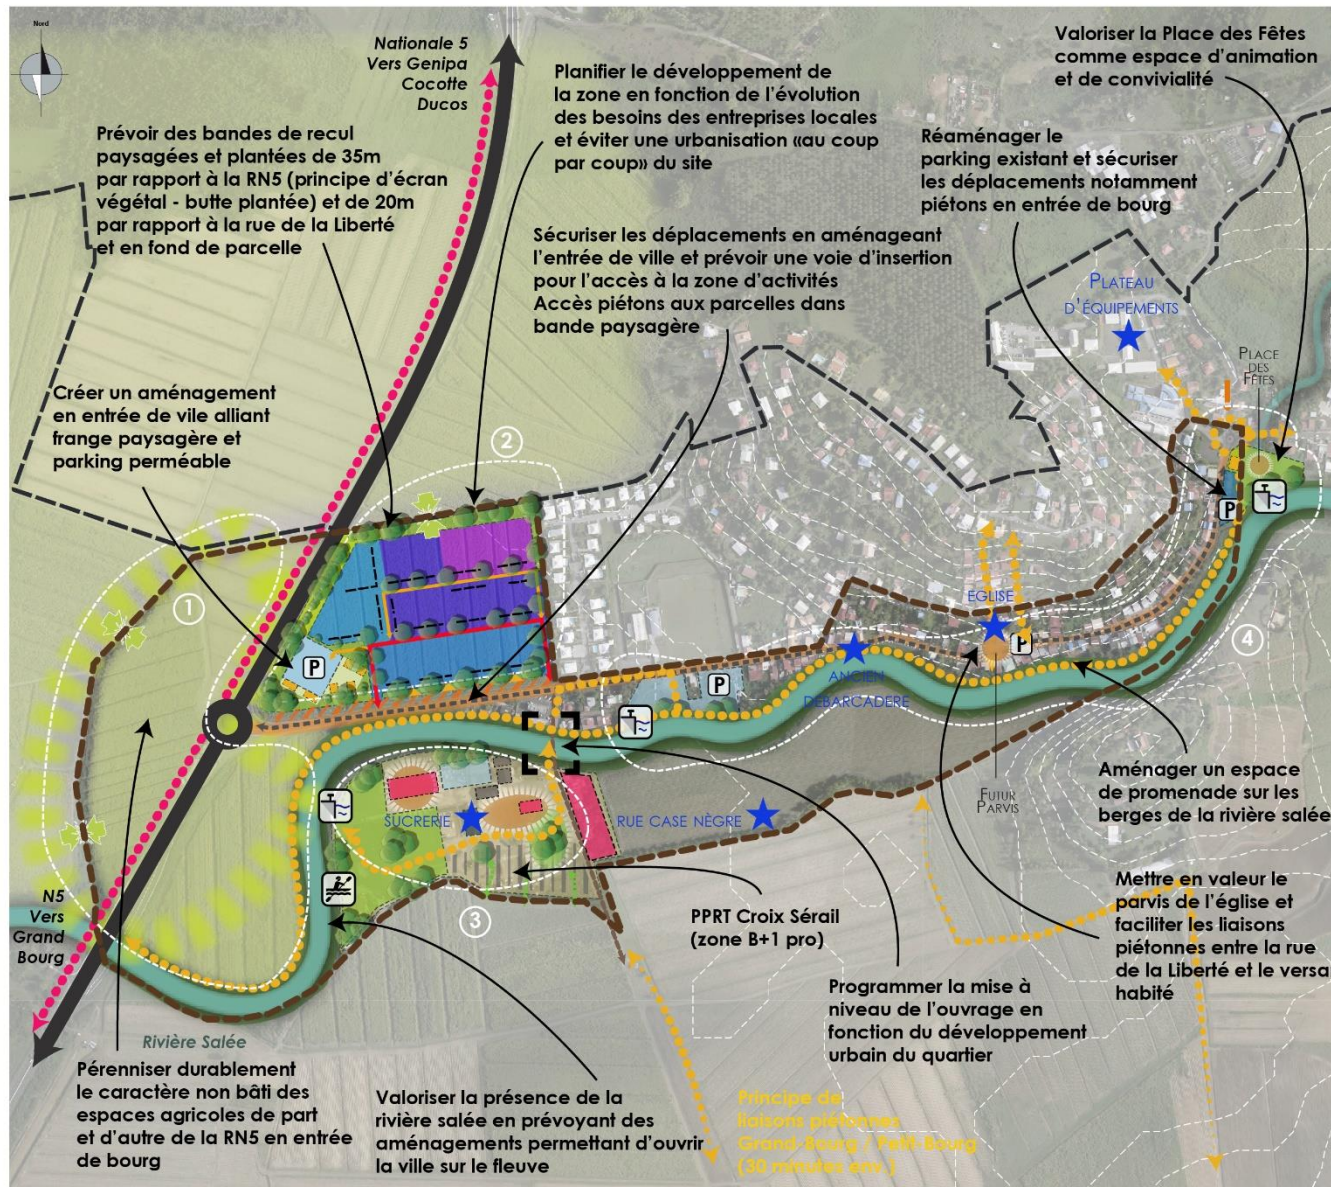 Nord
Nationale 5
Vers Genipa
Cocotte
Ducos
Planifier le développement de
la zone en fonction de l'évolution
des besoins des entreprises locales
et éviter une urbanisation «au coup
par coup» du site
Valoriser la Place des Fêtes
comme espace d'animation
et de convivialité
Prévoir des bandes de recul
paysagées et plantées de 35m
par rapport à la RN5 (principe d'écran
végétal - butte plantée) et de 20m
par rapport à la rue de la Liberté
et en fond de parcelle
Réaménager le
parking existant et sécuriser
les déplacements notamment
piétons en entrée de bourg
Sécuriser les déplacements en aménageant
l'entrée de ville et prévoir une voie d'insertion
pour l'accès à la zone d'activités
Accès piétons aux parcelles dans
bande paysagère
PLATEAU
D'ÉQUIPEMENTS
PLACE
DES
FÊTES
Créer un aménagement
en entrée de vile alliant
frange paysagère et
parking perméable
2
1
P
P
EGLISE
P
4
P
ANCIEN
DEBARCADERE
SUCRERIE
RUE CASE NÈGRE
FUTUR
PARVIS
Aménager un espace
de promenade sur les
berges de la rivière salée
3
N5
Vers
Grand
Bourg
PPRT Croix Sérail
(zone B+1 pro)
Mettre en valeur le
parvis de l'église et
faciliter les liaisons
piétonnes entre la rue
de la Liberté et le versa
habité
Programmer la mise à
niveau de l'ouvrage en
fonction du développement
urbain du quartier
Rivière Salée
Pérenniser durablement
le caractère non bâti des
espaces agricoles de part
et d'autre de la RN5 en entrée
de bourg
Valoriser la présence de la
rivière salée en prévoyant des
aménagements permettant d'ouvrir
la ville sur le fleuve
Principe de
liaisons piétonnes
Grand-Bourg / Petit-Bourg
(30 minutes env.)